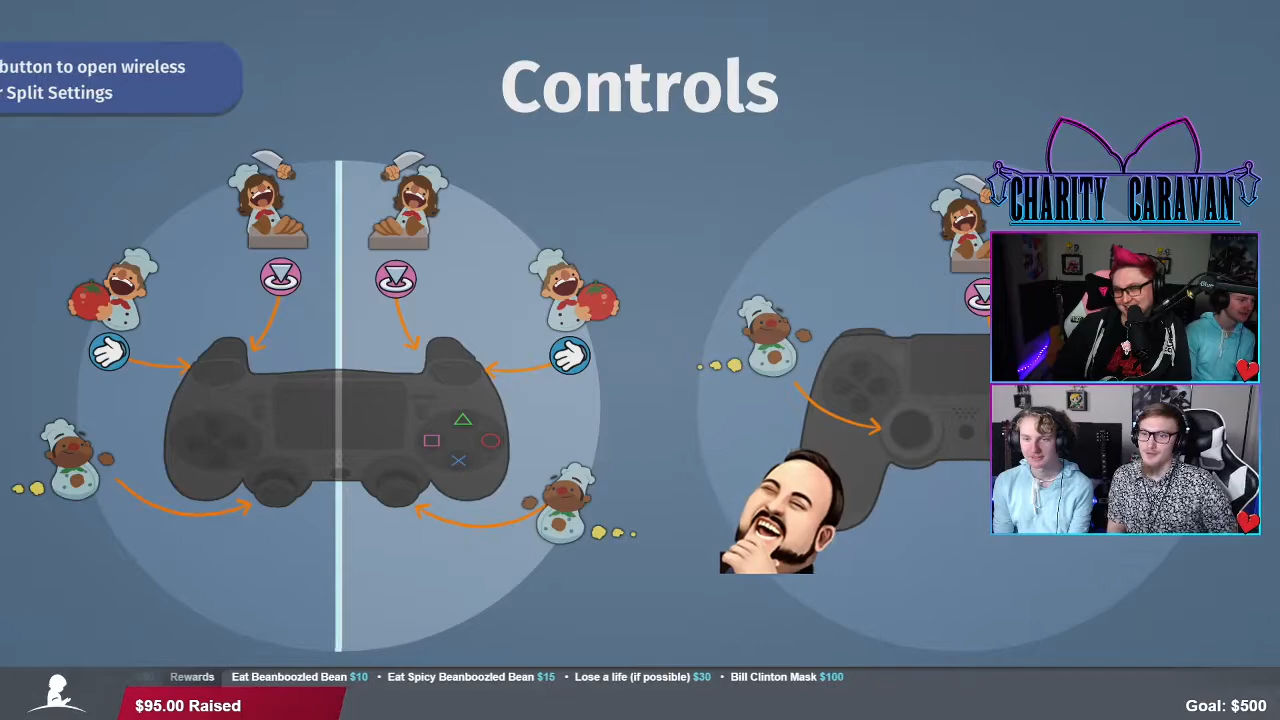 button to open wireless
Split Settings
Controls
CHARITY CARAVAN
Rewards Eat Beanboozled Bean $10 • Eat Spicy Beanboozled Bean $15 • Lose a life (if possible) $30 • Bill Clinton Mask $100
$95.00 Raised
Goal: $500